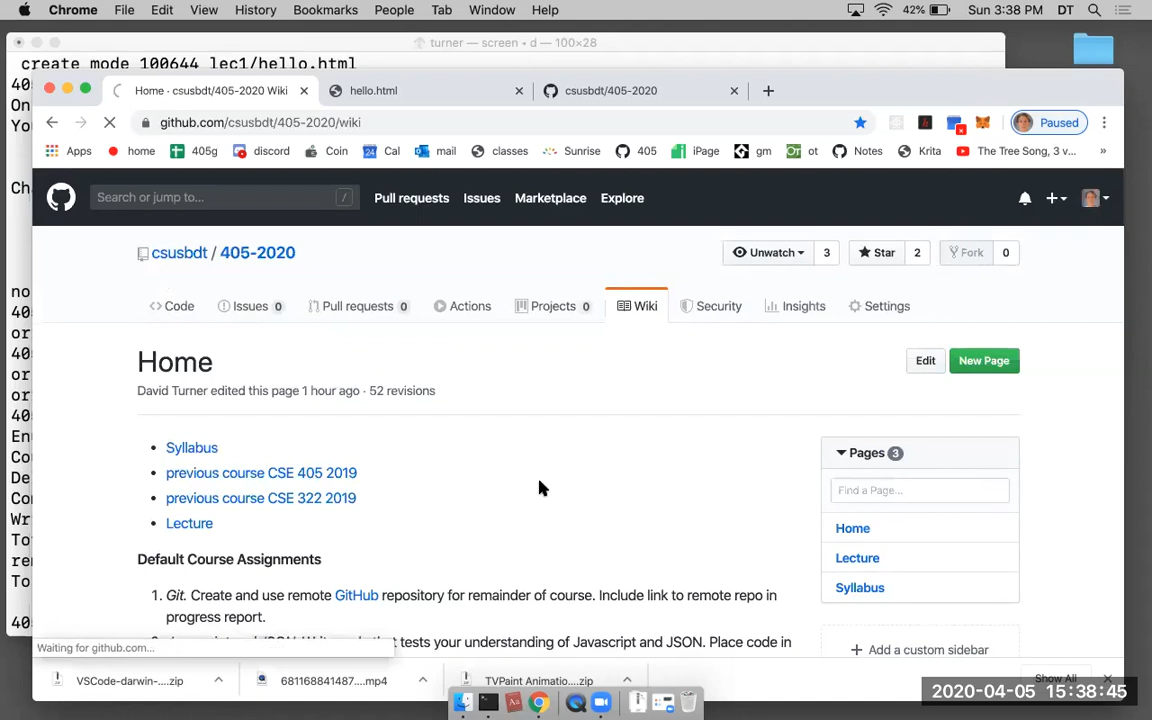 Chrome File Edit View History Bookmarks People Tab Window Help 42% Sun 3:38 PM DT
turner — screen • d — 100×28
create mode 100644 lec1/hello.html
Home · csusbdt/405-2020 Wiki hello.html csusbdt/405-2020
github.com/csusbdt/405-2020/wiki Paused
Apps home 405g discord Coin Cal mail classes Sunrise 405 iPage gm ot Notes Krita The Tree Song, 3 v... »
Search or jump to... / Pull requests Issues Marketplace Explore
csusbdt / 405-2020 Unwatch 3 Star 2 Fork 0
Code Issues 0 Pull requests 0 Actions Projects 0 Wiki Security Insights Settings
Home Edit New Page
David Turner edited this page 1 hour ago · 52 revisions
Syllabus
previous course CSE 405 2019
previous course CSE 322 2019
Lecture
Pages 3
Find a Page...
Home
Lecture
Syllabus
Default Course Assignments
1. Git. Create and use remote GitHub repository for remainder of course. Include link to remote repo in
progress report.
tests your understanding of Javascript and JSON. Place code in
Add a custom sidebar
Waiting for github.com...
VSCode-darwin-....zip 681168841487....mp4 TVPaint Animatio....zip Show All
2020-04-05 15:38:45